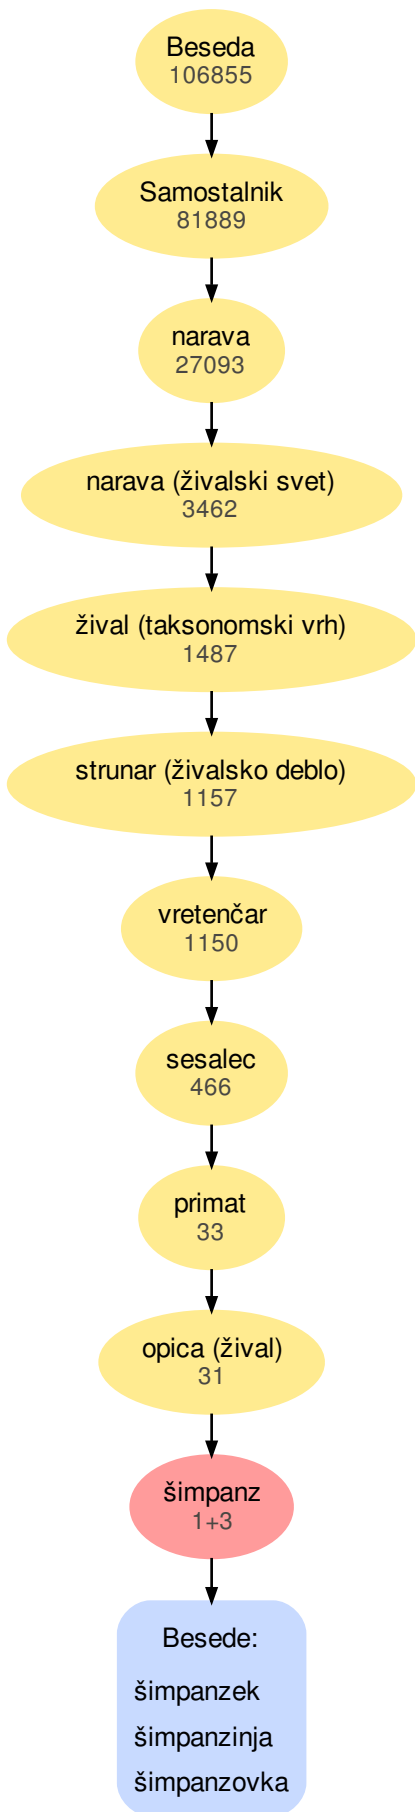 Beseda
106855
Samostalnik
81889
narava
27093
narava (živalski svet)
3462
žival (taksonomski vrh)
1487
strunar (živalsko deblo)
1157
vretenčar
1150
sesalec
466
primat
33
opica (žival)
31
šimpanz
1+3
Besede:
šimpanzek
šimpanzinja
šimpanzovka